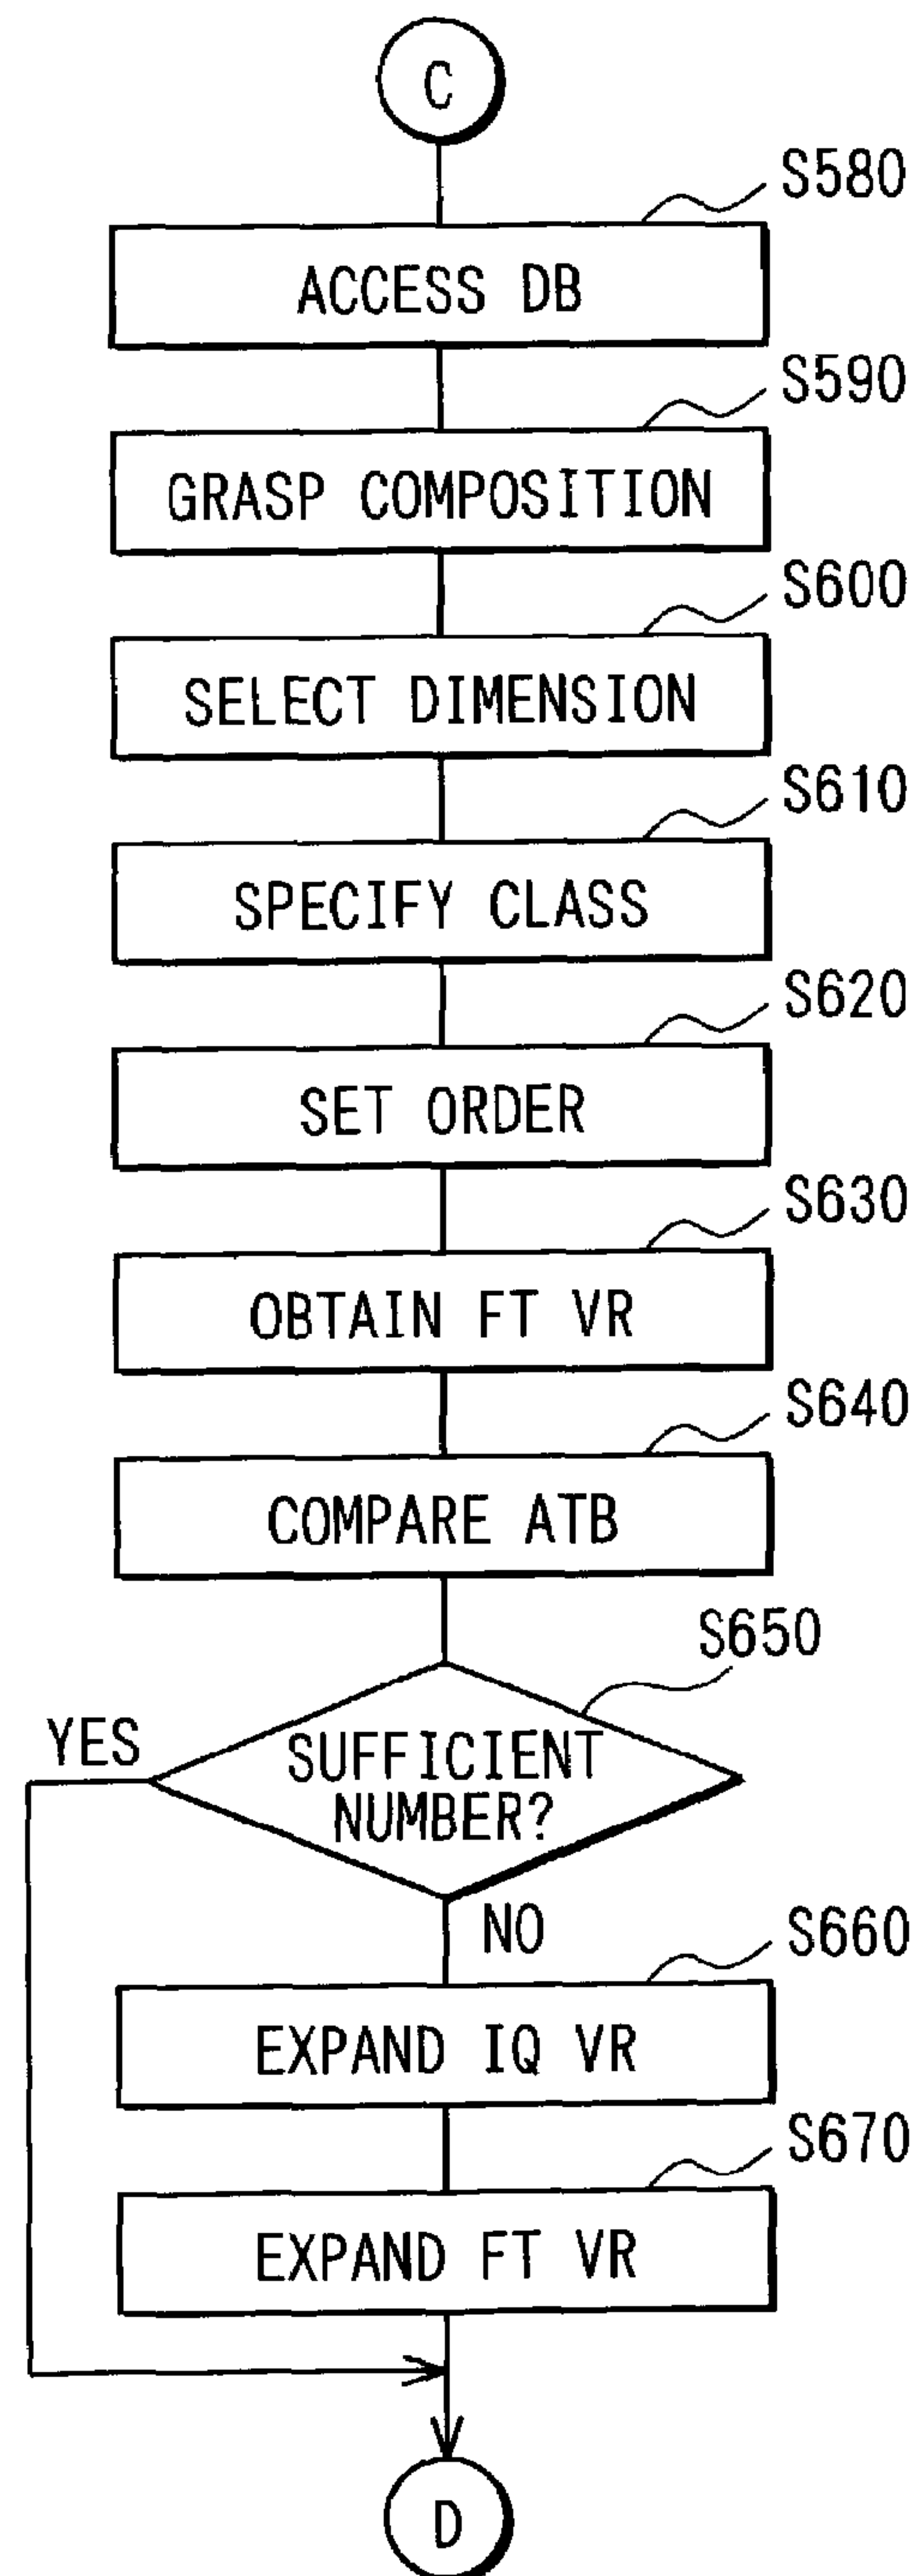 C
S580
ACCESS DB
S590
GRASP COMPOSITION
S600
SELECT DIMENSION
S610
SPECIFY CLASS
S620
SET ORDER
S630
OBTAIN FT VR
S640
COMPARE ATB
S650
YES
SUFFICIENT
NUMBER?
NO
S660
EXPAND IQ VR
S670
EXPAND FT VR
D